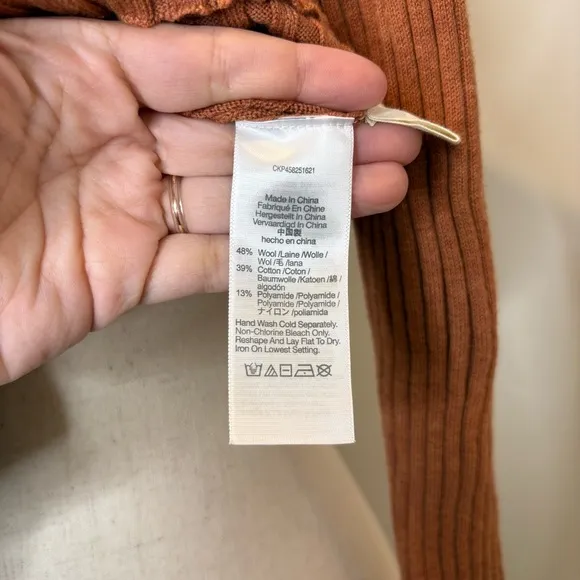 CKP458251621
Made in China
Fabriqué En Chine
Hergestellt in China
Vervaardigd in China
中国製
hecho en china
48% Wool /Laine /Wolle /
Wol /毛 /lana
39% Cotton /Coton /
Baumwolle /Katoen /綿 /
algodón
13% Polyamide /Polyamide /
Polyamide /Polyamide /
ナイロン /poliamida
Hand Wash Cold Separately.
Non-Chlorine Bleach Only.
Reshape And Lay Flat To Dry.
Iron On Lowest Setting.